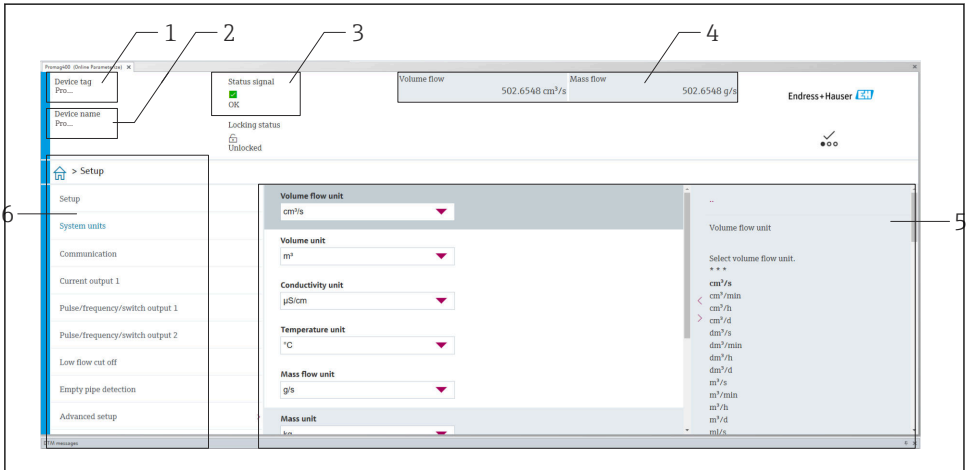 1
2
3
4
Promag400 (Online Parameterize)
Device tag
Pro...
Status signal
OK
Volume flow
502.6548 cm³/s
Mass flow
502.6548 g/s
Endress+Hauser EH
Device name
Pro...
Locking status
Unlocked
> Setup
6
5
Setup
System units
Communication
Current output 1
Pulse/frequency/switch output 1
Pulse/frequency/switch output 2
Low flow cut off
Empty pipe detection
Advanced setup
Volume flow unit
cm³/s
Volume unit
m³
Conductivity unit
µS/cm
Temperature unit
°C
Mass flow unit
g/s
Mass unit
kg
..
Volume flow unit
Select volume flow unit.
* * *
cm³/s
cm³/min
cm³/h
cm³/d
dm³/s
dm³/min
dm³/h
dm³/d
m³/s
m³/min
m³/h
m³/d
ml/s
DTM messages